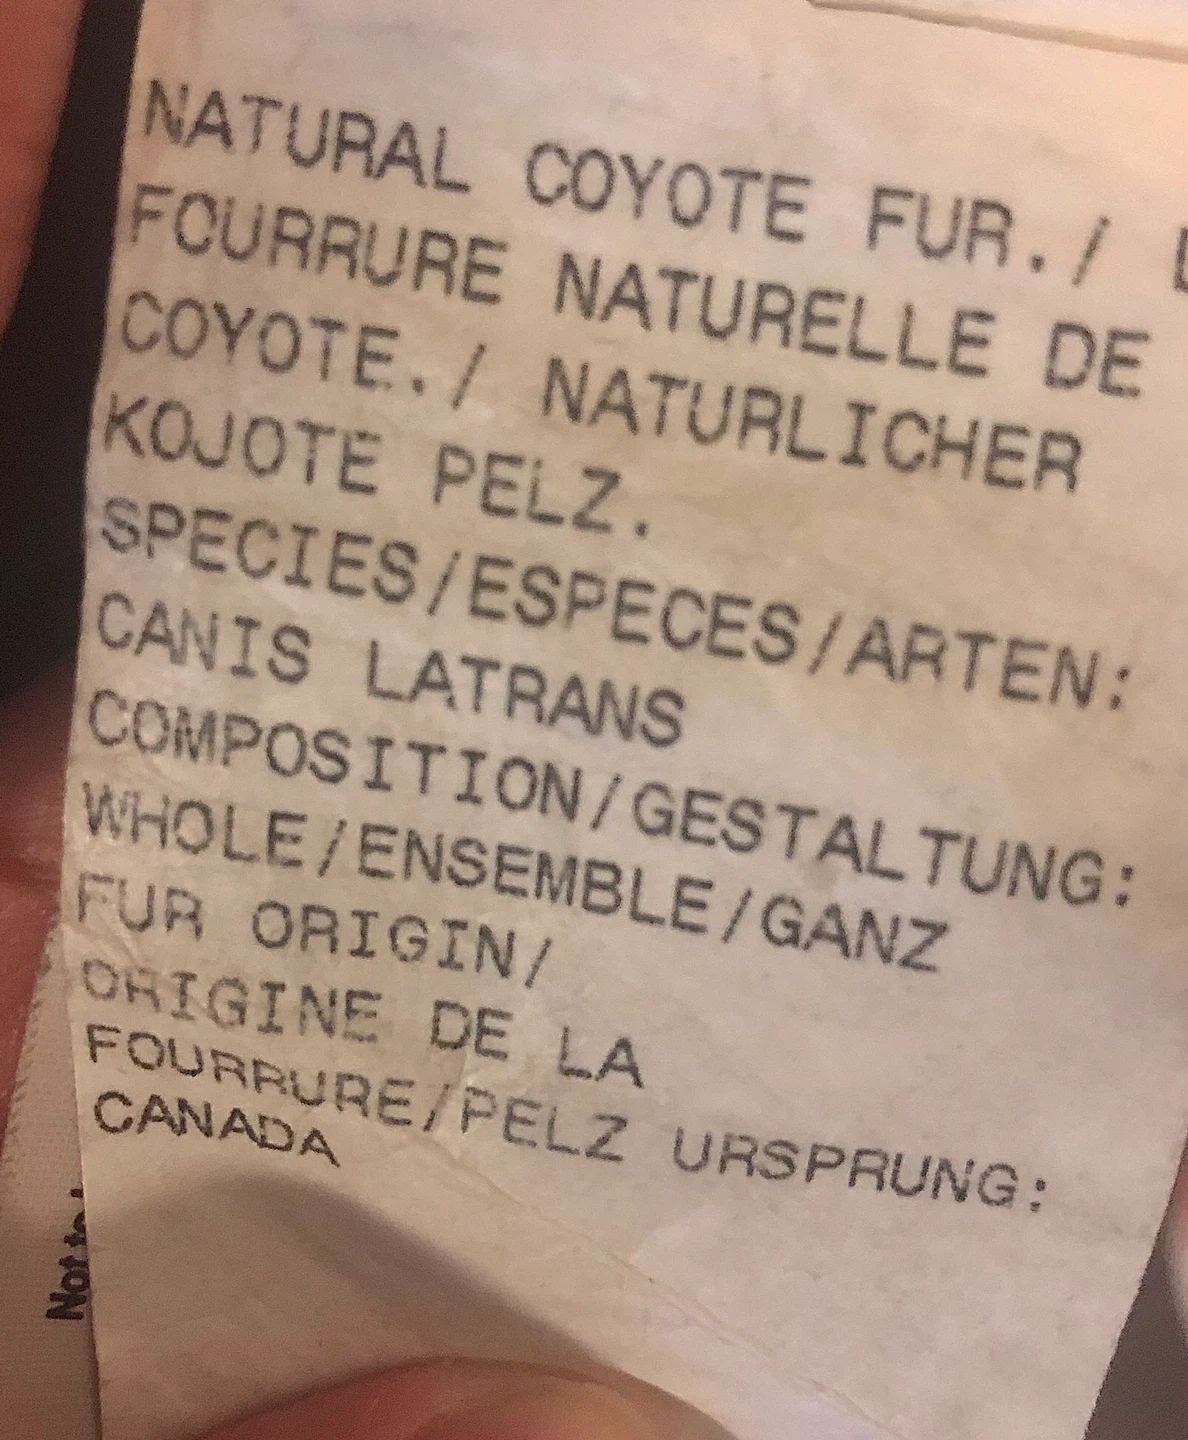 NATURAL COYOTE FUR./
FOURRURE NATURELLE DE
COYOTE./ NATURLICHER
KOJOTE PELZ.
SPECIES/ESPECES/ARTEN:
CANIS LATRANS
COMPOSITION/GESTALTUNG:
WHOLE/ENSEMBLE/GANZ
FUR ORIGIN/
ORIGINE DE LA
FOURRURE/PELZ URSPRUNG:
CANADA
Not